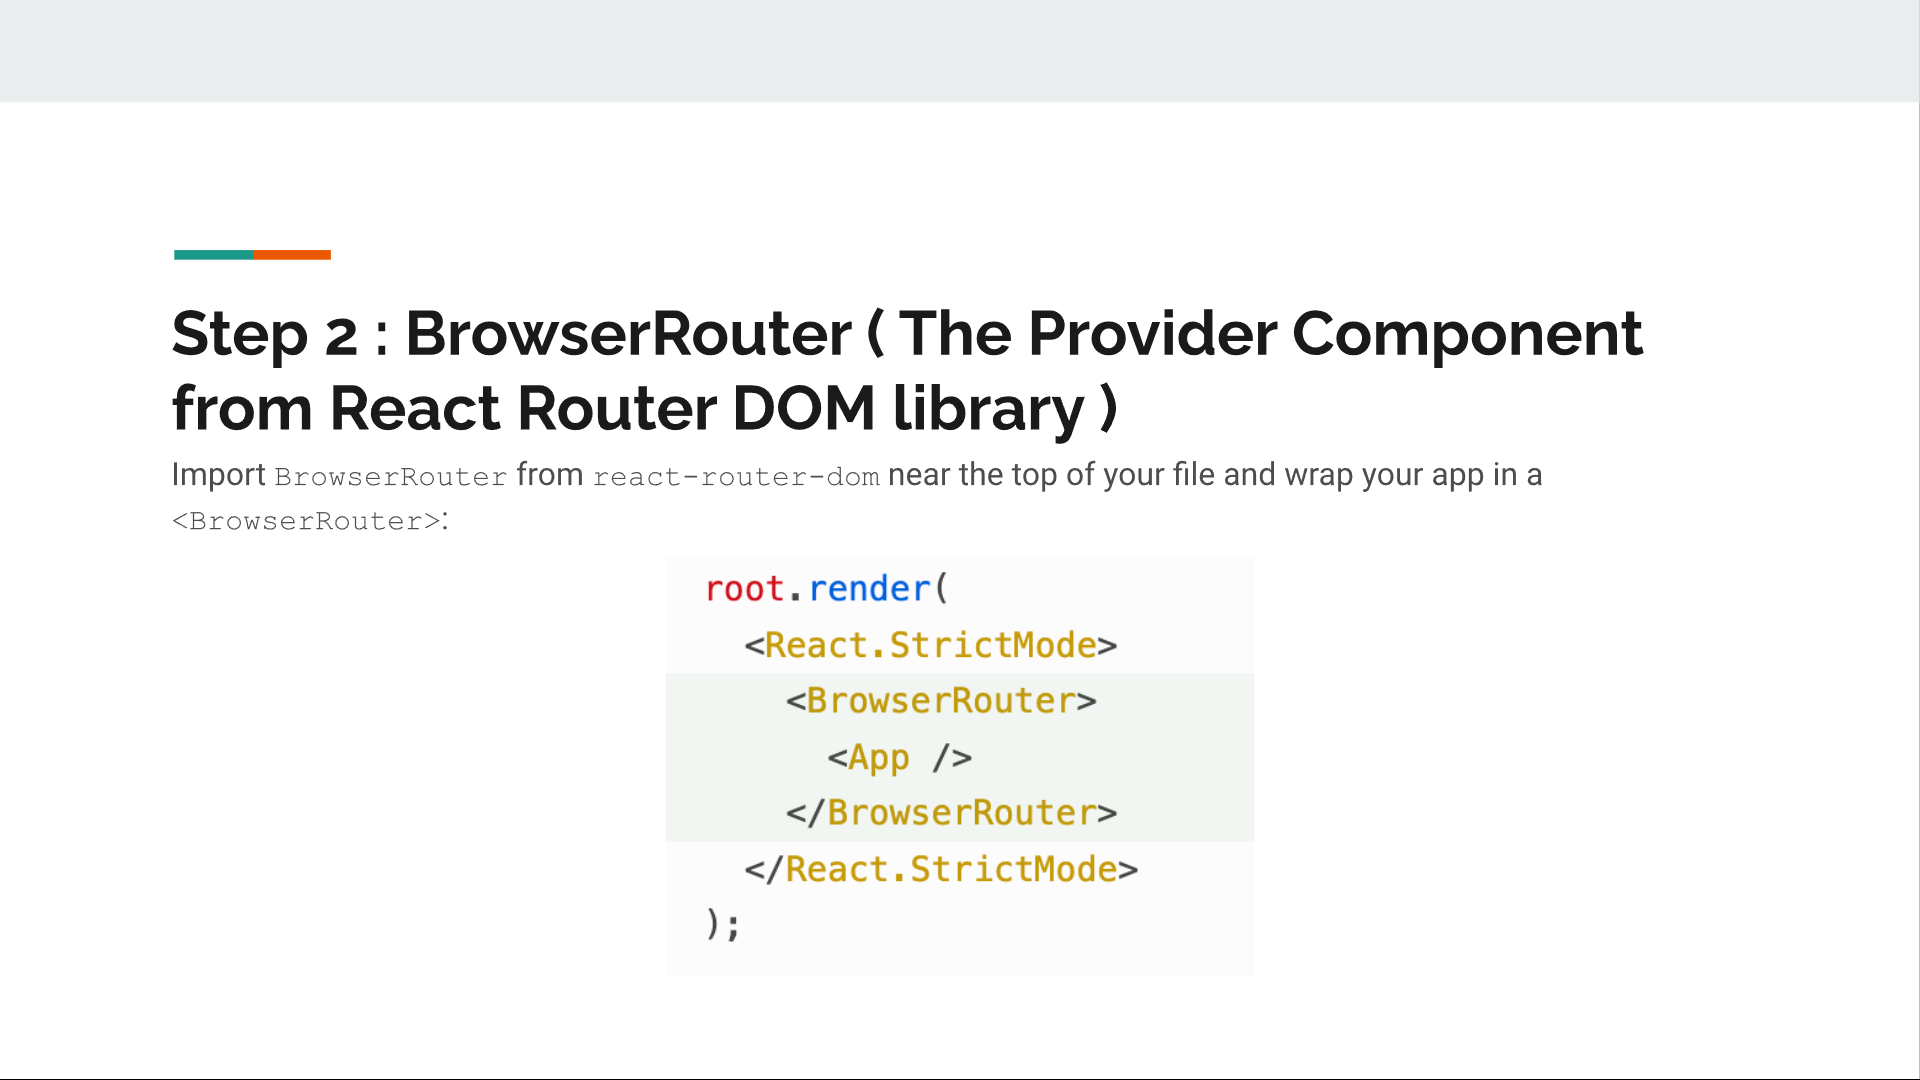 Step 2 : BrowserRouter ( The Provider Component
from React Router DOM library )
Import BrowserRouter from react-router-dom near the top of your file and wrap your app in a
<BrowserRouter>:
root.render(
  <React.StrictMode>
    <BrowserRouter>
      <App />
    </BrowserRouter>
  </React.StrictMode>
);